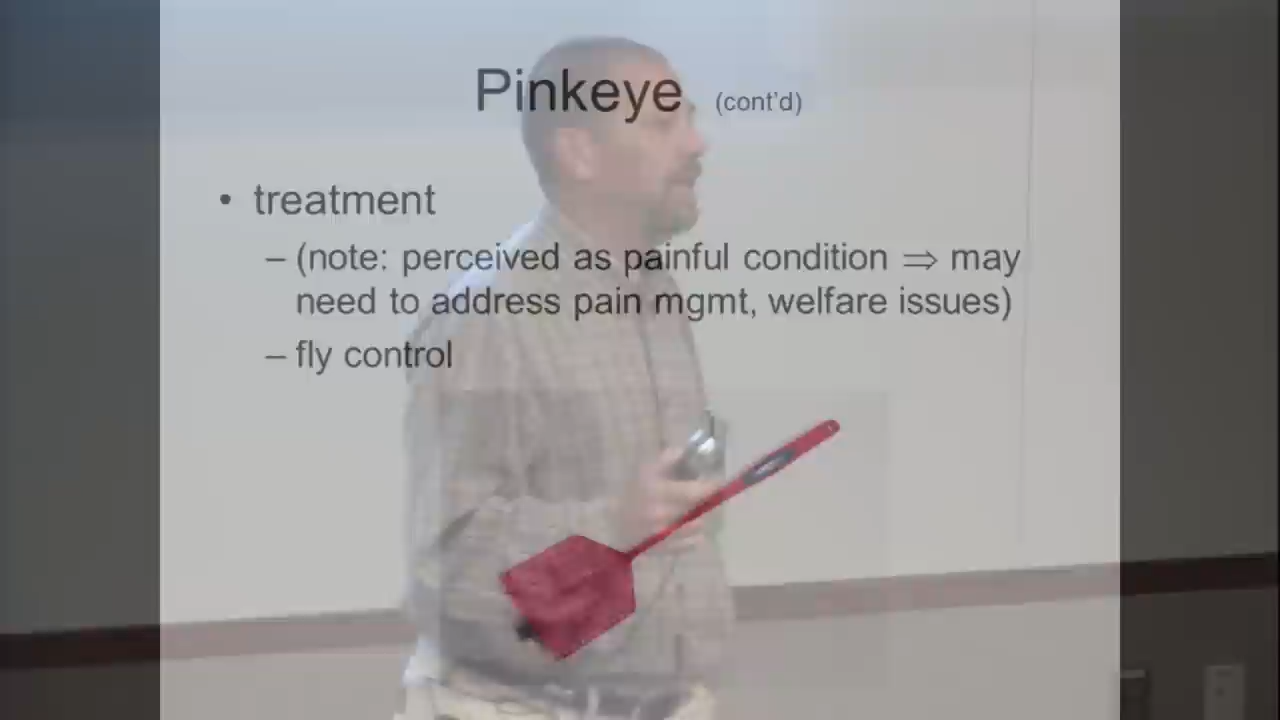 Pinkeye (cont'd)
• treatment
– (note: perceived as painful condition ⇒ may
need to address pain mgmt, welfare issues)
– fly control